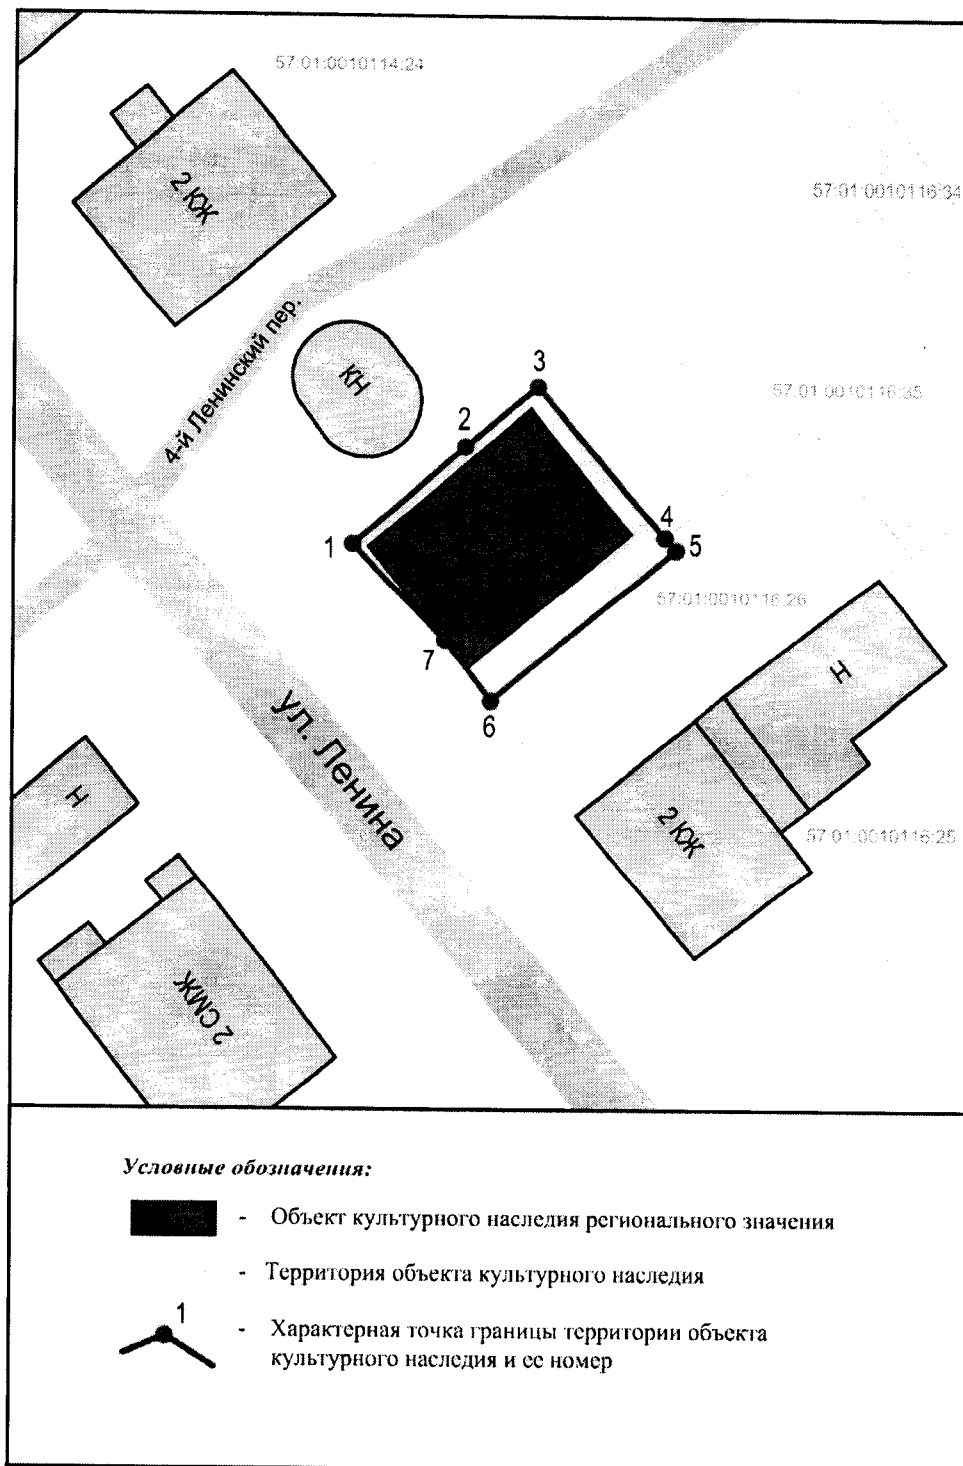 57:01:0010114:24
2 КЖ
57:01:0010116:34
4-й Ленинский пер.
КН
3
57:01:0010116:35
2
1
4
5
57:01:0010116:26
7
6
Н
ул. Ленина
Н
2 КЖ
57:01:0010116:25
2 СМЖ
Условные обозначения:
- Объект культурного наследия регионального значения
- Территория объекта культурного наследия
1
- Характерная точка границы территории объекта
культурного наследия и ее номер